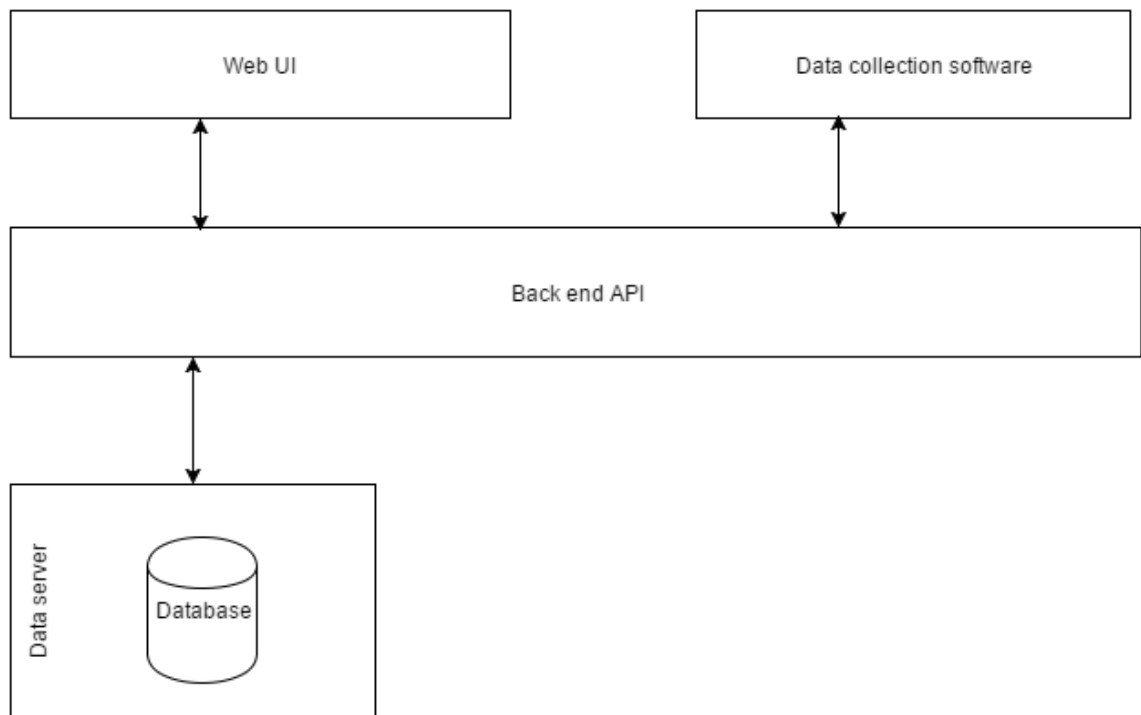 Web UI
Data collection software
Back end API
Data server
Database